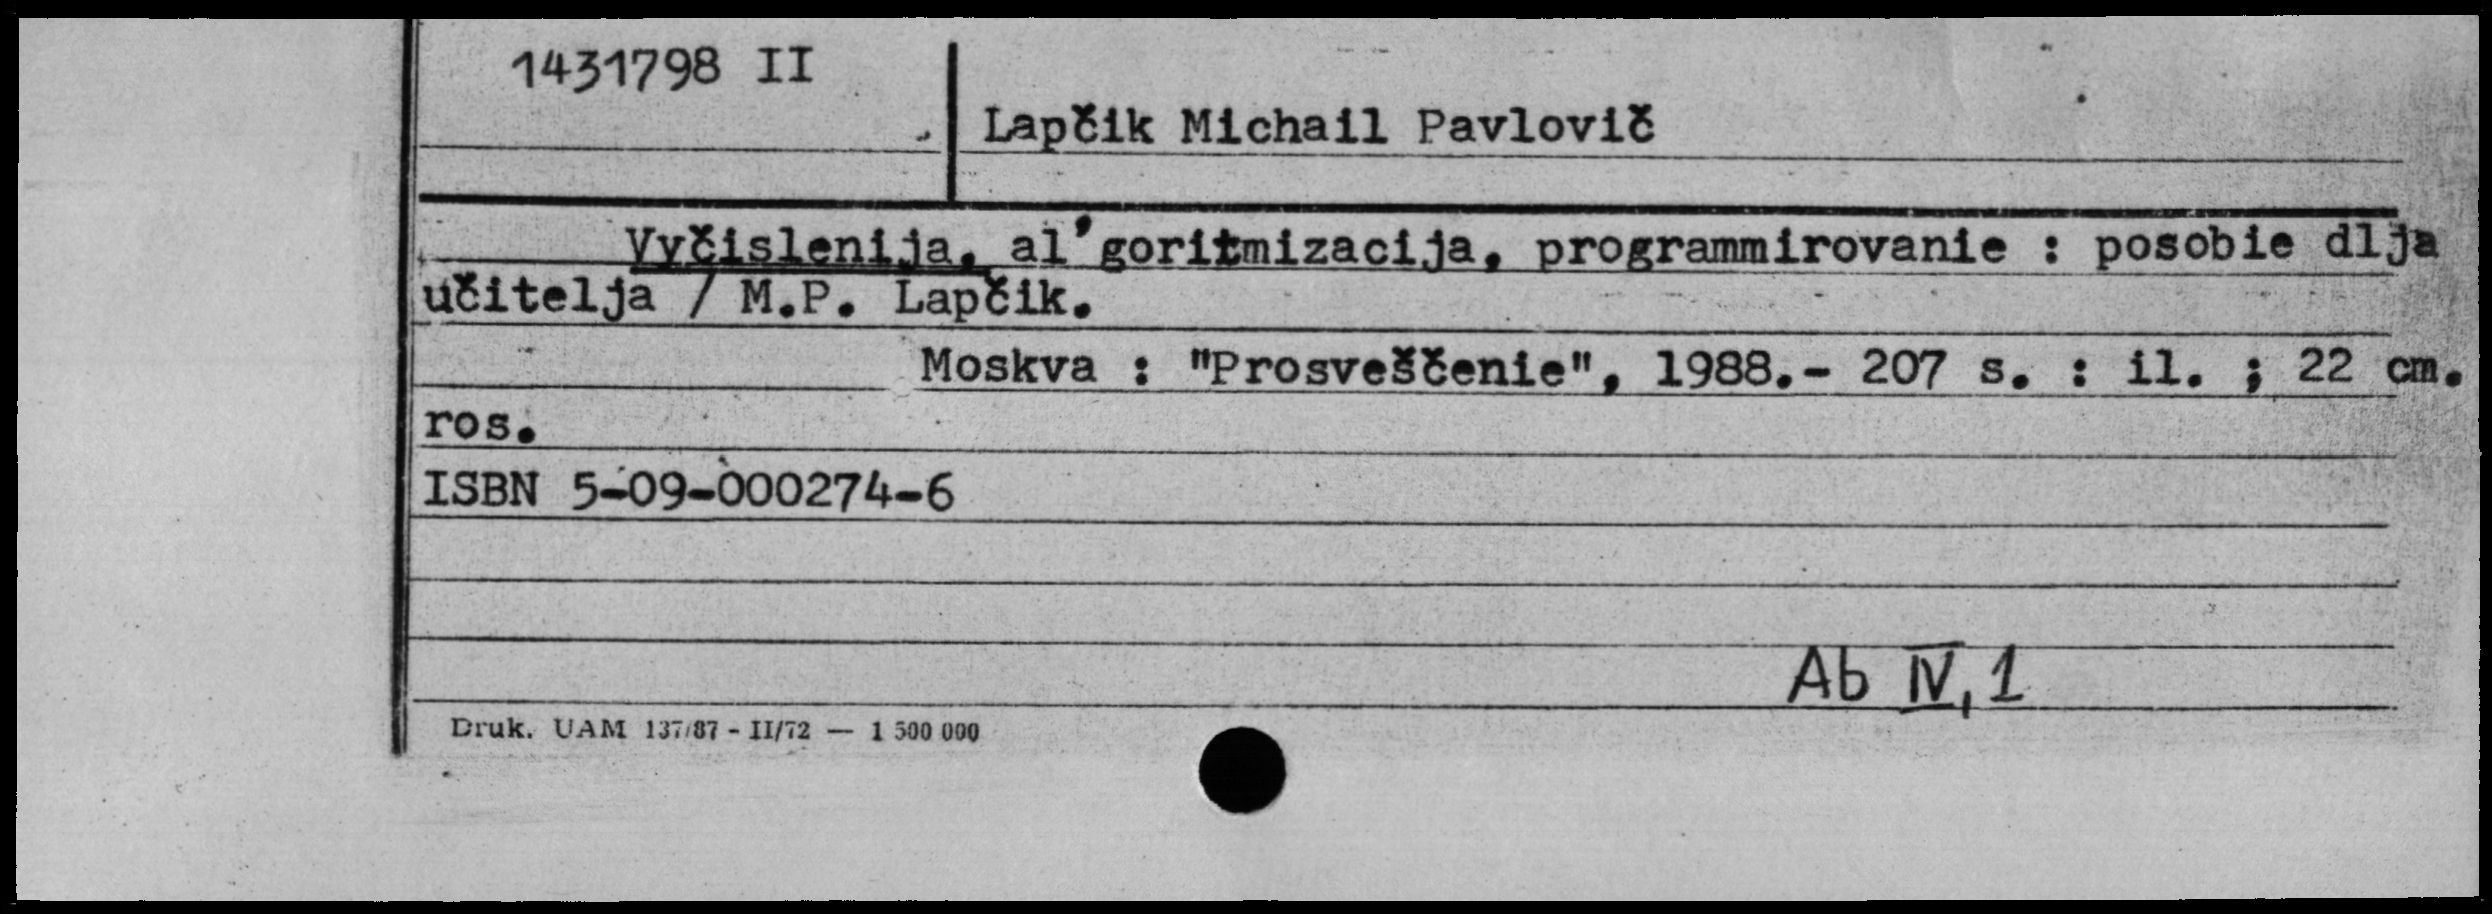 1431798 II
Lapčik Michail Pavlovič
Vyčislenija, al'goritmizacija, programmirovanie : posobie dlja
učitelja / M.P. Lapčik.
Moskva : "Prosveščenie", 1988.- 207 s. : il. ; 22 cm.
ros.
ISBN 5-09-000274-6
Ab IV, 1
Druk. UAM 137/87 - II/72 — 1 500 000